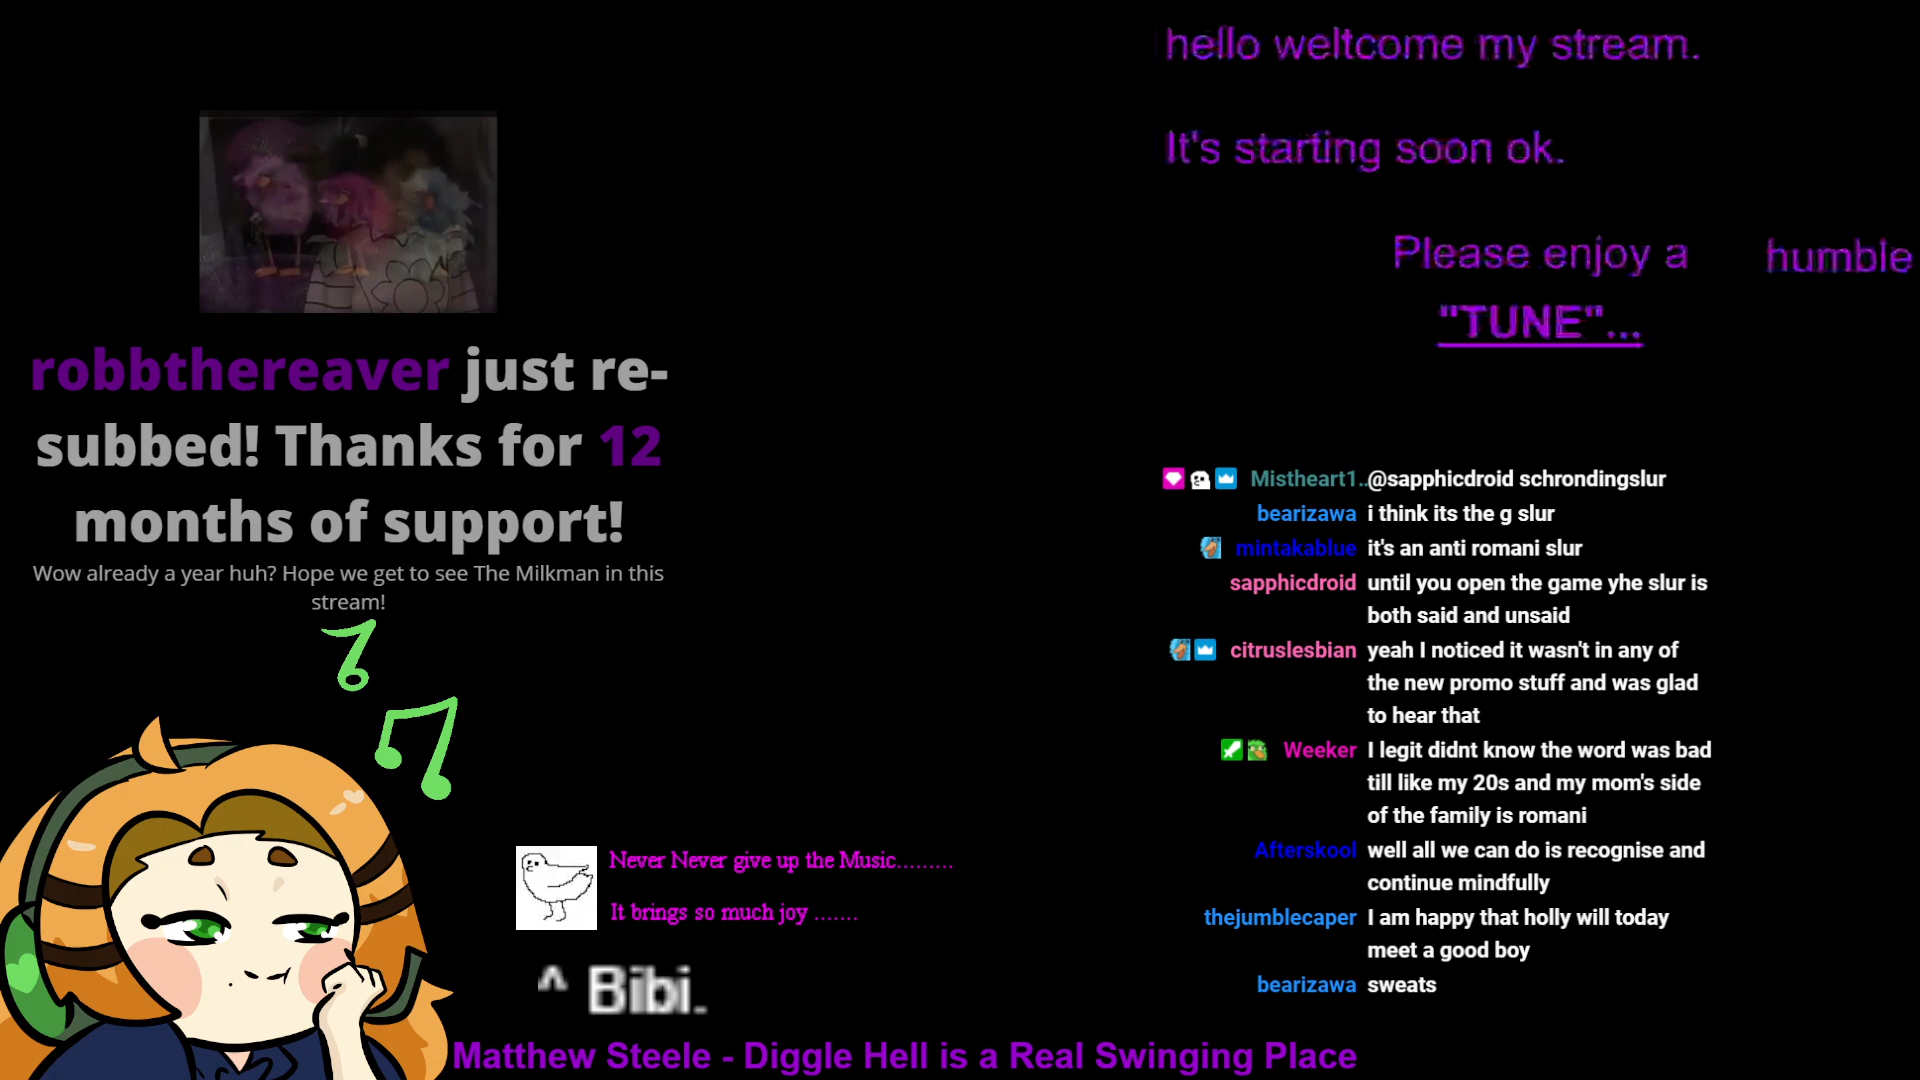 hello weltcome my stream.
It's starting soon ok.
Please enjoy a humble
"TUNE"...
robbthereaver just re-
subbed! Thanks for 12
months of support!
Wow already a year huh? Hope we get to see The Milkman in this
stream!
Mistheart1.. @sapphicdroid schrondingslur
bearizawa i think its the g slur
mintakablue it's an anti romani slur
sapphicdroid until you open the game yhe slur is
both said and unsaid
citruslesbian yeah I noticed it wasn't in any of
the new promo stuff and was glad
to hear that
Weeker I legit didnt know the word was bad
till like my 20s and my mom's side
of the family is romani
Afterskool well all we can do is recognise and
continue mindfully
thejumblecaper I am happy that holly will today
meet a good boy
bearizawa sweats
Never Never give up the Music.........
It brings so much joy .......
^ Bibi.
Matthew Steele - Diggle Hell is a Real Swinging Place